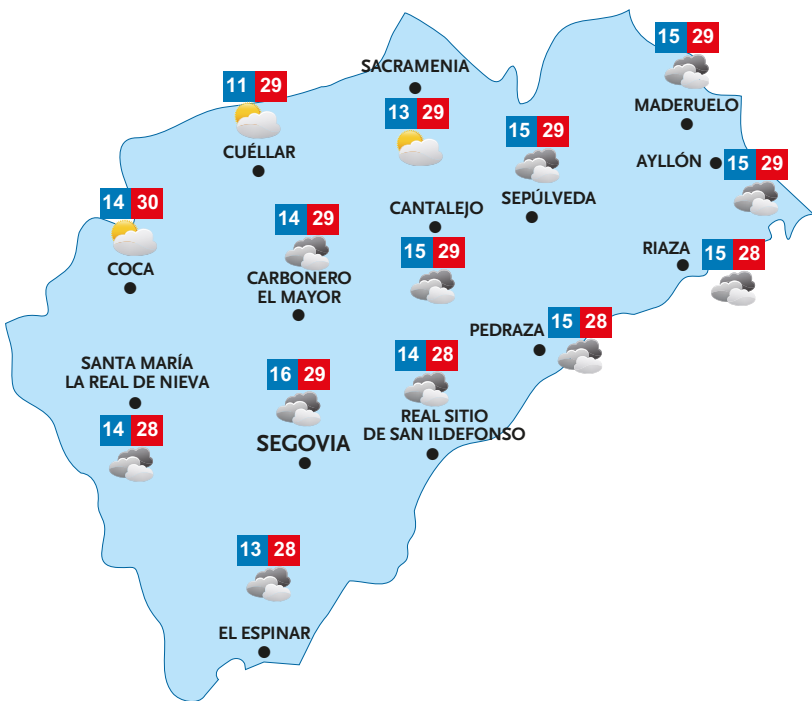 15 29
MADERUELO
SACRAMENIA
13 29
11 29
CUÉLLAR
15 29
SEPÚLVEDA
AYLLÓN
15 29
14 30
COCA
14 29
CARBONERO
EL MAYOR
CANTALEJO
15 29
RIAZA
15 28
PEDRAZA
15 28
SANTA MARÍA
LA REAL DE NIEVA
14 28
16 29
SEGOVIA
14 28
REAL SITIO
DE SAN ILDEFONSO
13 28
EL ESPINAR